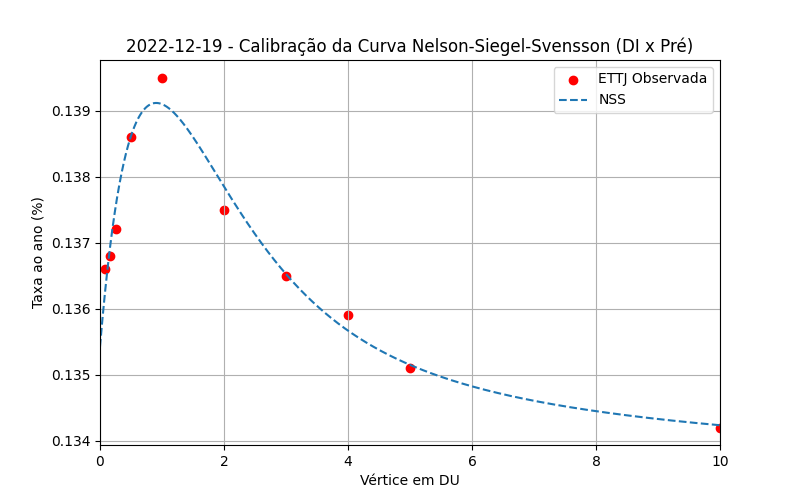 2022-12-19 - Calibração da Curva Nelson-Siegel-Svensson (DI x Pré)
ETTJ Observada
NSS
Taxa ao ano (%)
0.139
0.138
0.137
0.136
0.135
0.134
0 2 4 6 8 10
Vértice em DU